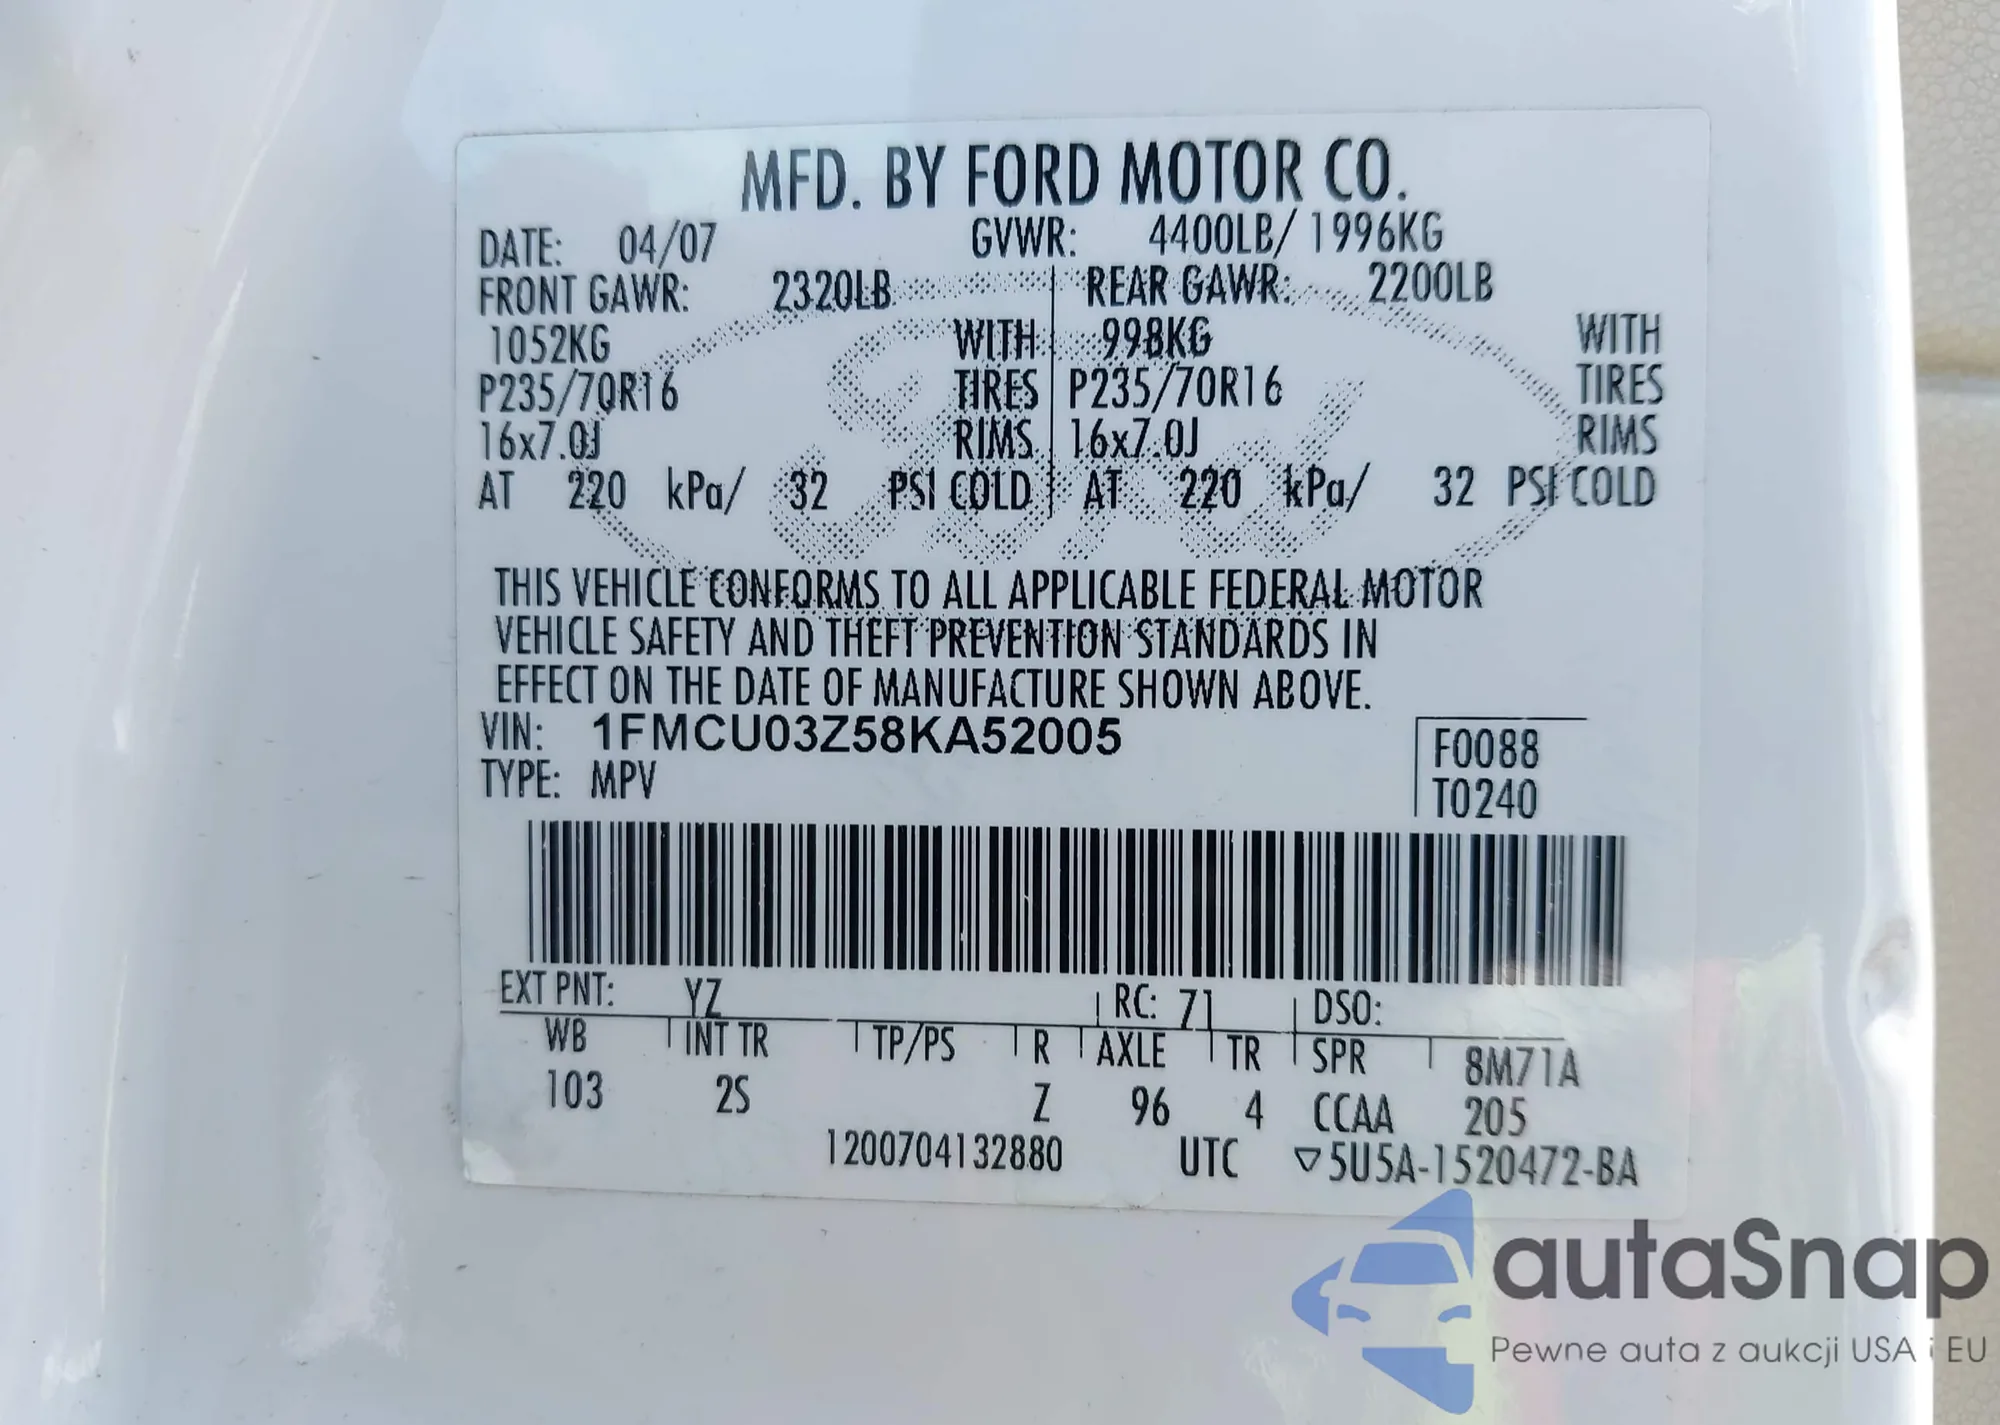 MFD. BY FORD MOTOR CO.
DATE: 04/07 GVWR: 4400LB/ 1996KG
FRONT GAWR: 2320LB REAR GAWR: 2200LB
1052KG WITH 998KG WITH
P235/70R16 TIRES P235/70R16 TIRES
16x7.0J RIMS 16x7.0J RIMS
AT 220 kPa/ 32 PSI COLD AT 220 kPa/ 32 PSI COLD
Ford
THIS VEHICLE CONFORMS TO ALL APPLICABLE FEDERAL MOTOR
VEHICLE SAFETY AND THEFT PREVENTION STANDARDS IN
EFFECT ON THE DATE OF MANUFACTURE SHOWN ABOVE.
VIN: 1FMCU03Z58KA52005
TYPE: MPV
F0088
T0240
EXT PNT: YZ RC: 71 DSO:
WB INT TR TP/PS R AXLE TR SPR 8M71A
103 2S Z 96 4 CCAA 205
1200704132880 UTC ▽5U5A-1520472-BA
autaSnap
Pewne auta z aukcji USA i EU